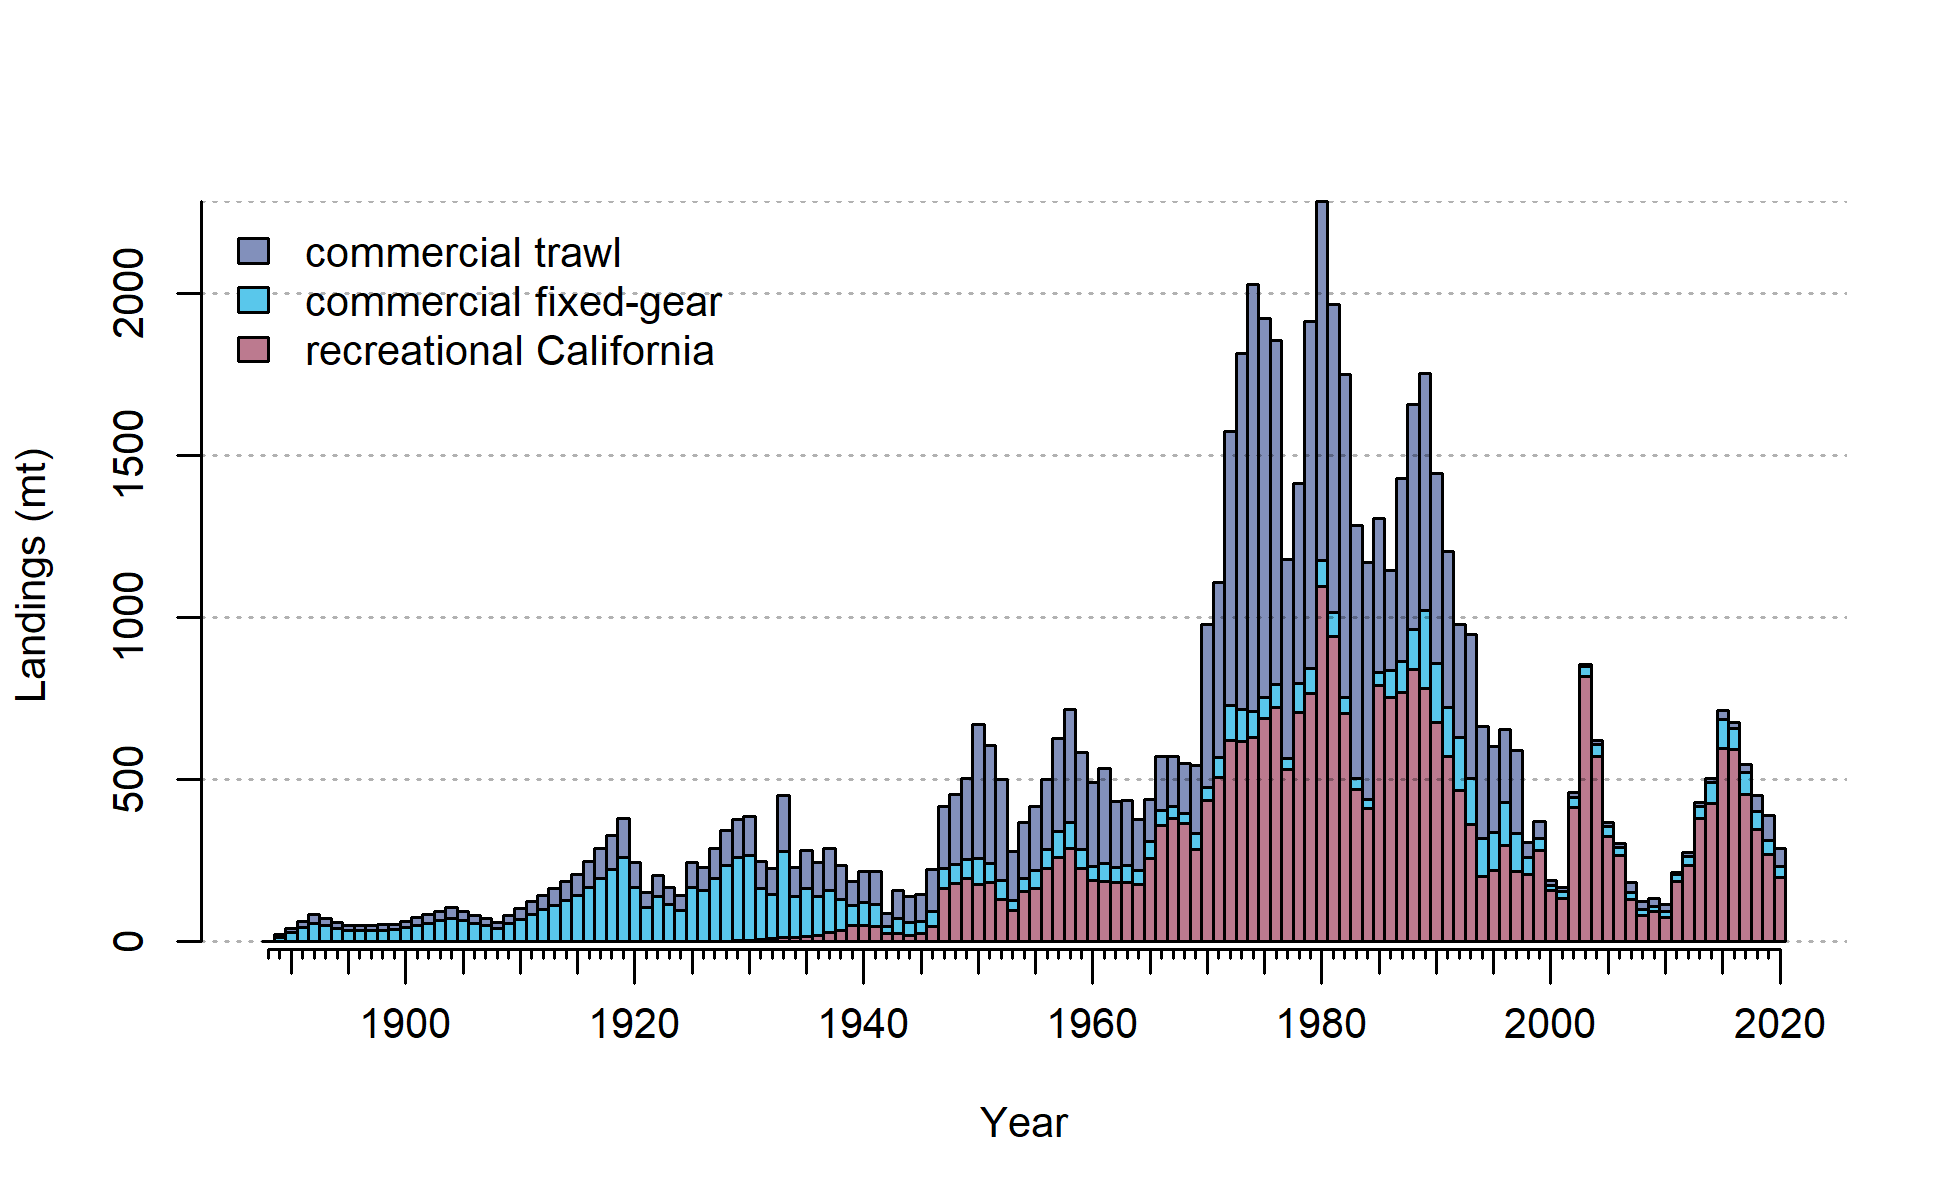 commercial trawl
commercial fixed-gear
recreational California
Landings (mt)
2000
1500
1000
500
0
1900 1920 1940 1960 1980 2000 2020
Year